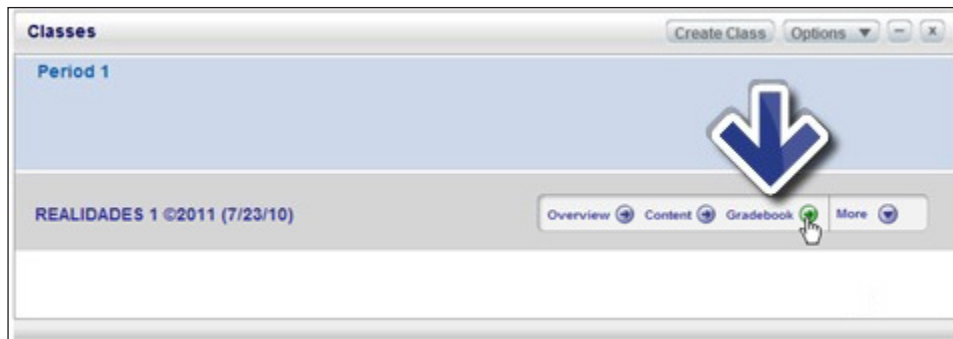 Classes Create Class Options
Period 1
REALIDADES 1 ©2011 (7/23/10) Overview Content Gradebook More